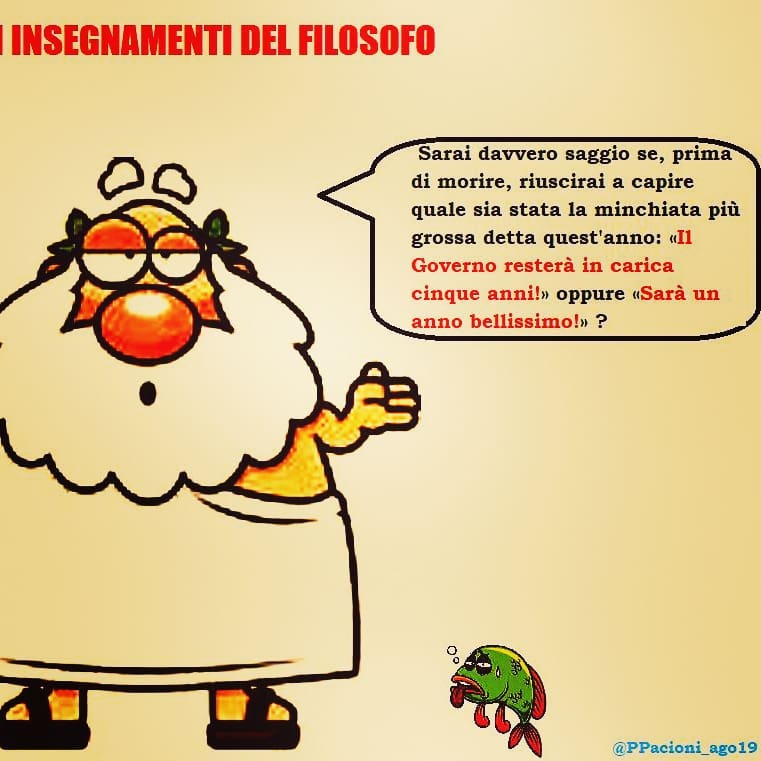 I INSEGNAMENTI DEL FILOSOFO
Sarai davvero saggio se, prima
di morire, riuscirai a capire
quale sia stata la minchiata più
grossa detta quest'anno: «Il
Governo resterà in carica
cinque anni!» oppure «Sarà un
anno bellissimo!» ?
@PPacioni_ago19